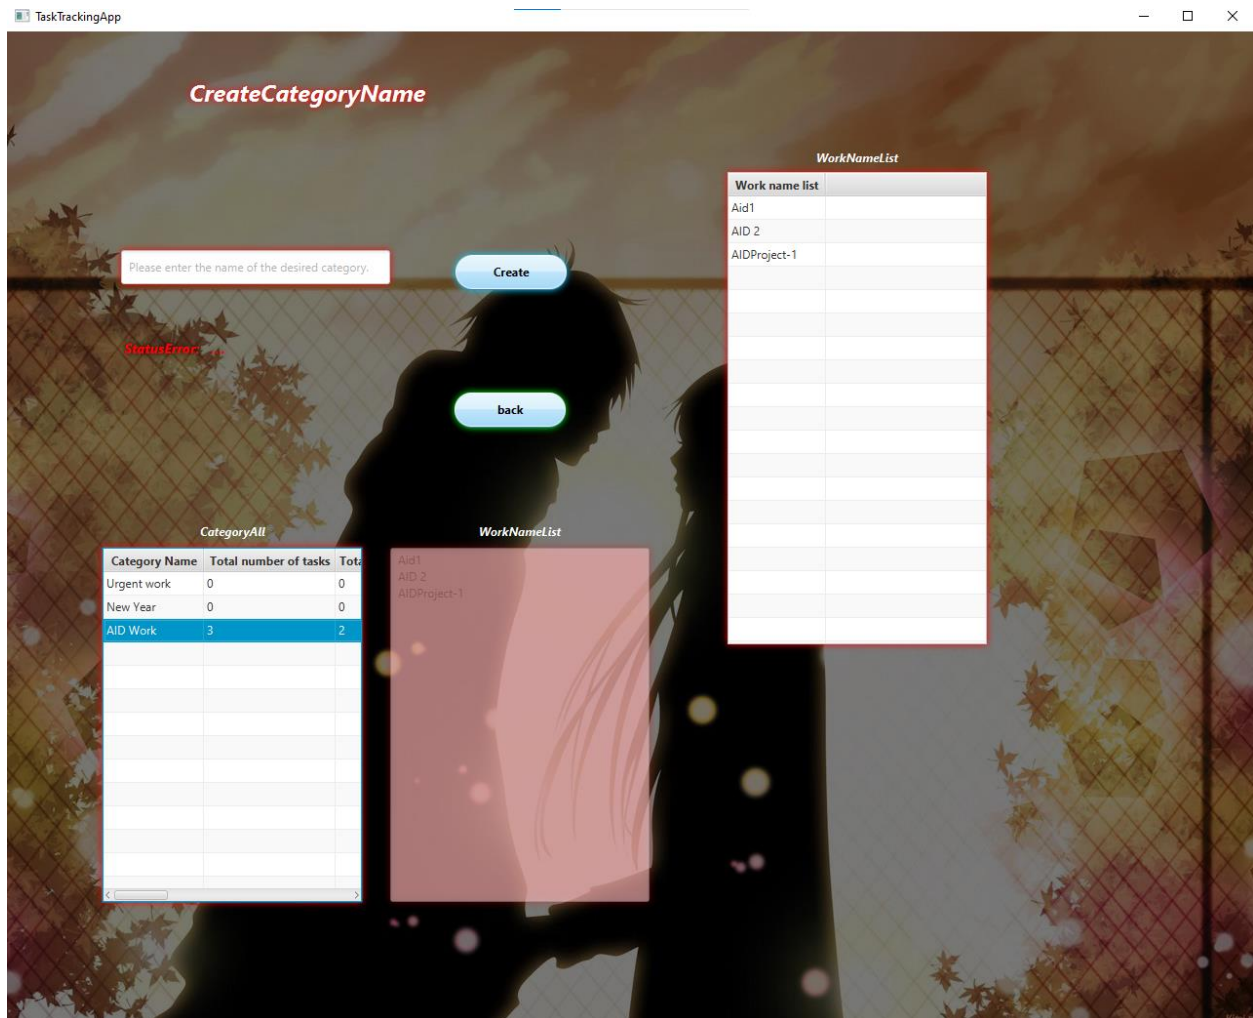 TaskTrackingApp
CreateCategoryName
WorkNameList
Work name list
Aid1
AID 2
AIDProject-1
Please enter the name of the desired category.
Create
StatusError: ...
back
CategoryAll
Category Name Total number of tasks Tota
Urgent work 0 0
New Year 0 0
AID Work 3 2
WorkNameList
Aid1
AID 2
AIDProject-1